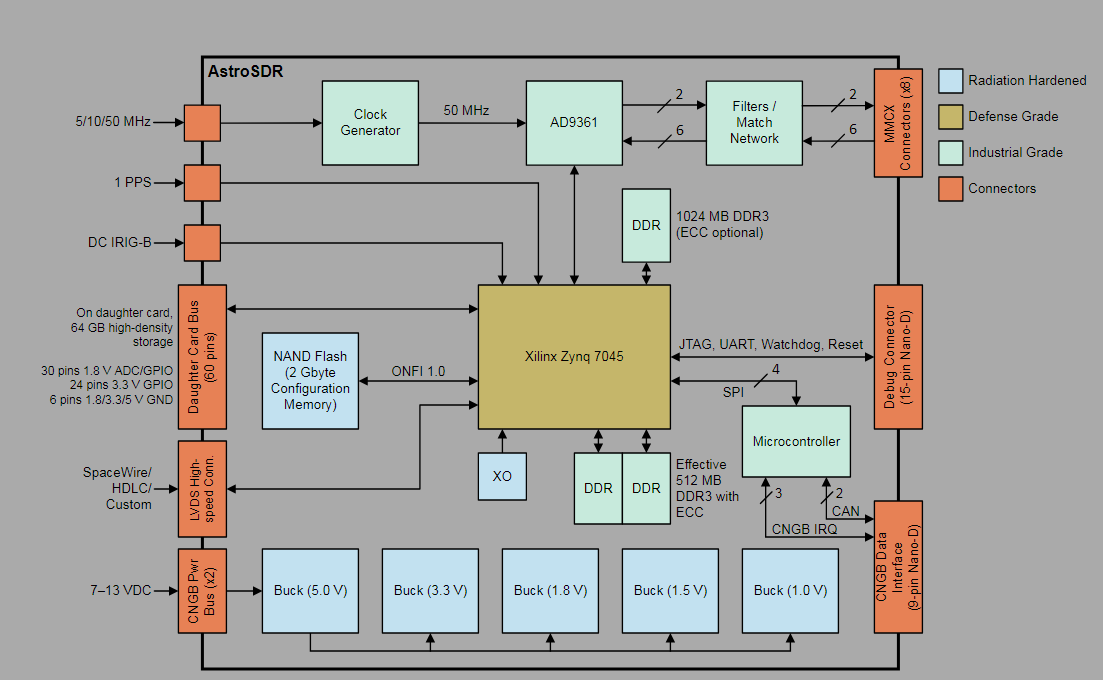 AstroSDR
5/10/50 MHz
Clock
Generator
50 MHz
AD9361
2
6
Filters /
Match
Network
2
6
MMCX
Connectors (x8)
Radiation Hardened
Defense Grade
Industrial Grade
Connectors
1 PPS
DC IRIG-B
DDR
1024 MB DDR3
(ECC optional)
On daughter card,
64 GB high-density
storage
30 pins 1.8 V ADC/GPIO
24 pins 3.3 V GPIO
6 pins 1.8/3.3/5 V GND
Daughter Card Bus
(60 pins)
NAND Flash
(2 Gbyte
Configuration
Memory)
ONFI 1.0
Xilinx Zynq 7045
JTAG, UART, Watchdog, Reset
4
SPI
Debug Connector
(15-pin Nano-D)
Microcontroller
3
2
CAN
CNGB IRQ
CNGB Data
Interface
(9-pin Nano-D)
SpaceWire/
HDLC/
Custom
LVDS High-
speed Conn.
XO
DDR
DDR
Effective
512 MB
DDR3 with
ECC
7–13 VDC
CNGB Pwr
Bus (x2)
Buck (5.0 V)
Buck (3.3 V)
Buck (1.8 V)
Buck (1.5 V)
Buck (1.0 V)